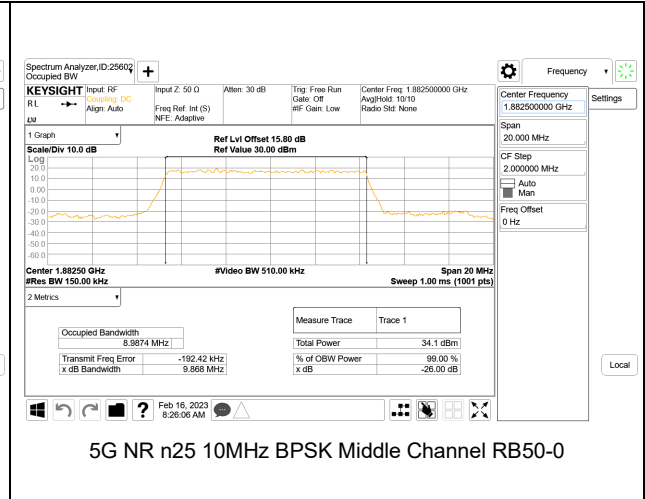 Spectrum Analyzer,ID:25602
Occupied BW
KEYSIGHT
R L
Input: RF
Coupling: DC
Align: Auto
Input Z: 50 Ω
Freq Ref: Int (S)
NFE: Adaptive
Atten: 30 dB
Trig: Free Run
Gate: Off
#IF Gain: Low
Center Freq: 1.882500000 GHz
Avg|Hold: 10/10
Radio Std: None
1 Graph
Scale/Div 10.0 dB
Ref Lvl Offset 15.80 dB
Ref Value 30.00 dBm
Log
20.0
10.0
0.00
-10.0
-20.0
-30.0
-40.0
-50.0
-60.0
Center 1.88250 GHz
#Video BW 510.00 kHz
Span 20 MHz
#Res BW 150.00 kHz
Sweep 1.00 ms (1001 pts)
2 Metrics
Measure Trace Trace 1
Occupied Bandwidth
8.9874 MHz
Total Power 34.1 dBm
Transmit Freq Error -192.42 kHz
% of OBW Power 99.00 %
x dB Bandwidth 9.868 MHz
x dB -26.00 dB
Feb 16, 2023
8:26:06 AM
Frequency
Center Frequency
1.882500000 GHz
Settings
Span
20.000 MHz
CF Step
2.000000 MHz
Auto
Man
Freq Offset
0 Hz
Local
5G NR n25 10MHz BPSK Middle Channel RB50-0